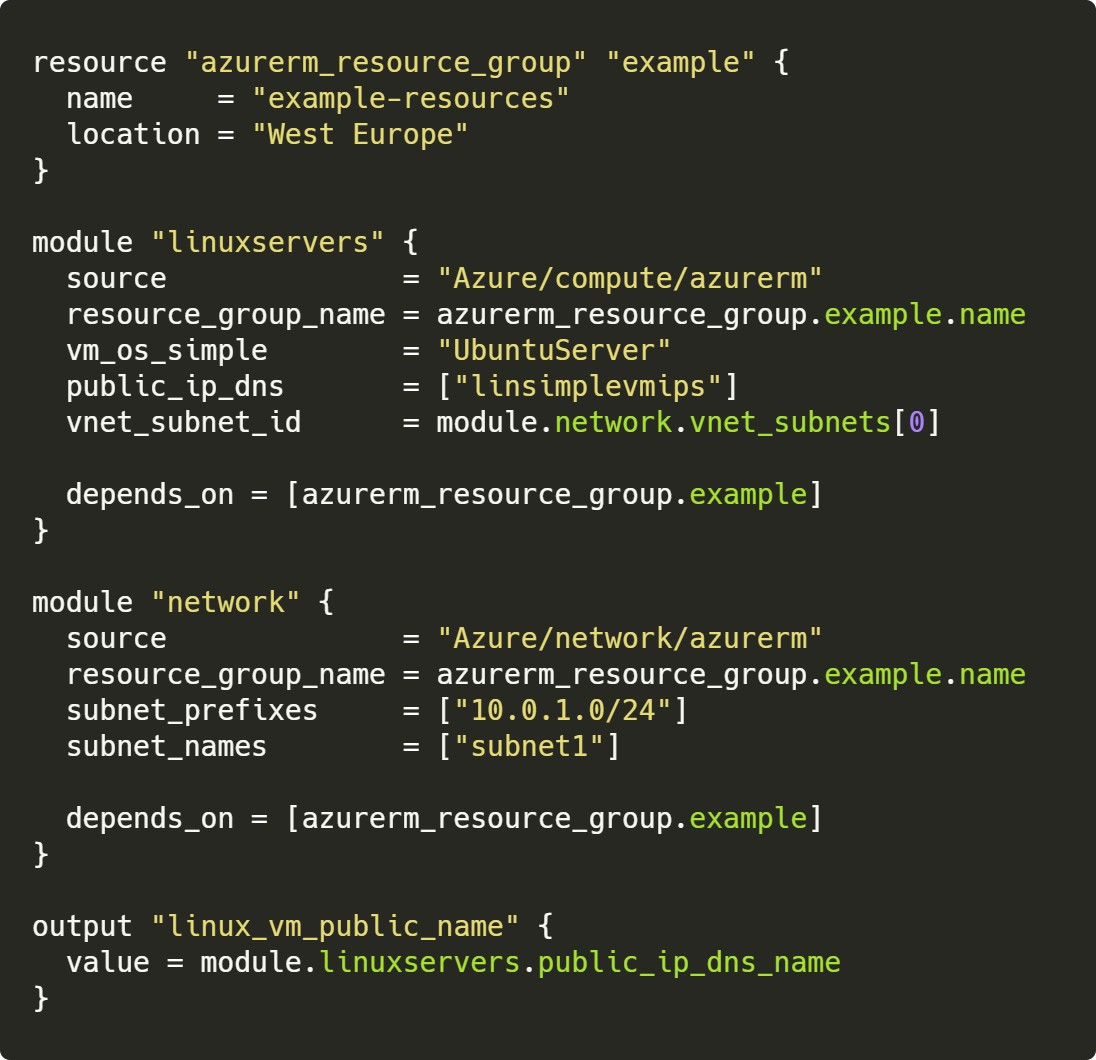 resource "azurerm_resource_group" "example" {
  name     = "example-resources"
  location = "West Europe"
}

module "linuxservers" {
  source              = "Azure/compute/azurerm"
  resource_group_name = azurerm_resource_group.example.name
  vm_os_simple        = "UbuntuServer"
  public_ip_dns       = ["linsimplevmips"]
  vnet_subnet_id      = module.network.vnet_subnets[0]

  depends_on = [azurerm_resource_group.example]
}

module "network" {
  source              = "Azure/network/azurerm"
  resource_group_name = azurerm_resource_group.example.name
  subnet_prefixes     = ["10.0.1.0/24"]
  subnet_names        = ["subnet1"]

  depends_on = [azurerm_resource_group.example]
}

output "linux_vm_public_name" {
  value = module.linuxservers.public_ip_dns_name
}